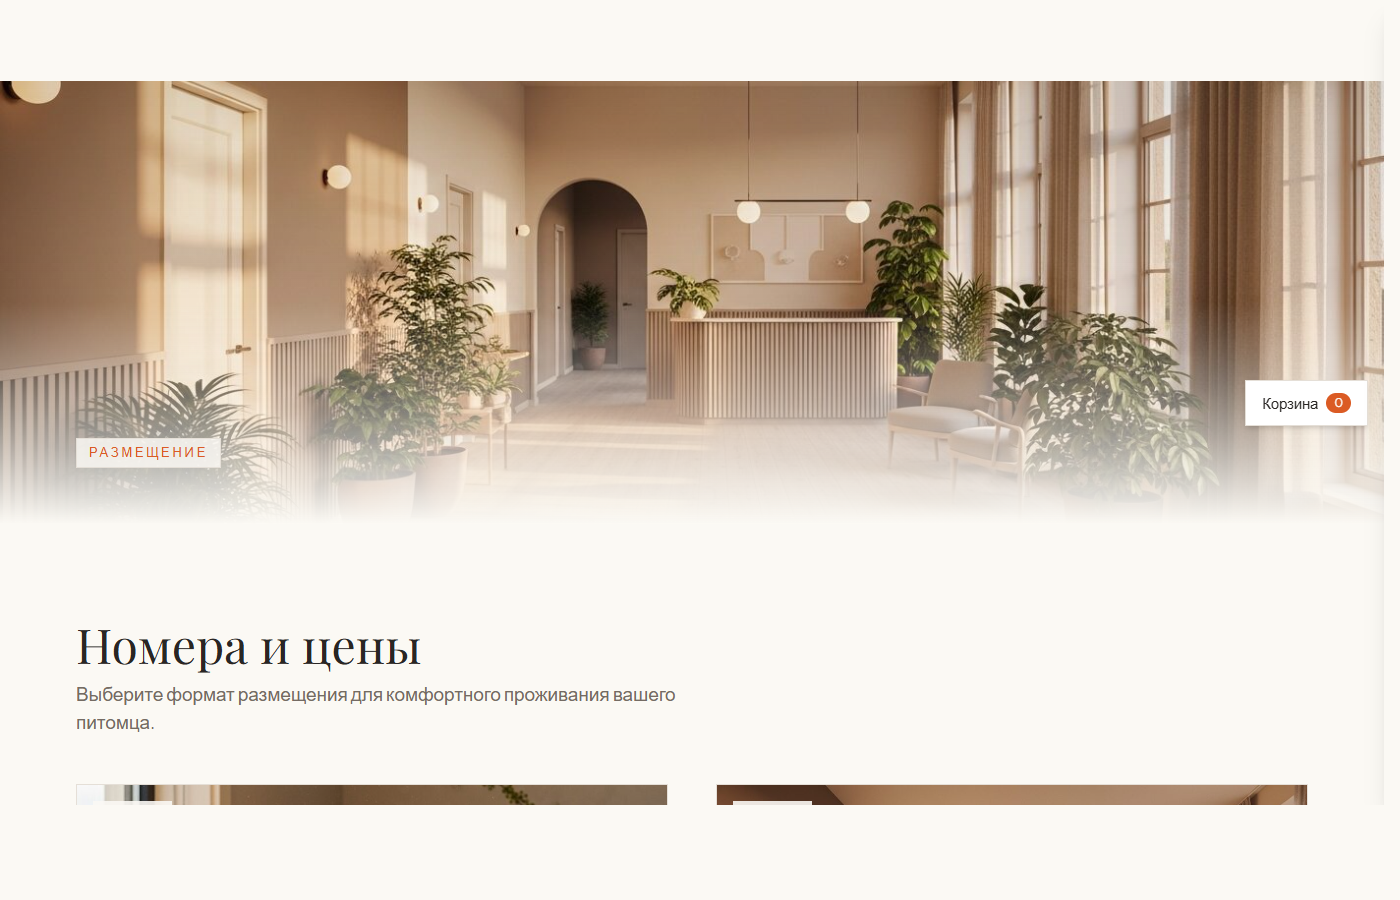 РАЗМЕЩЕНИЕ
Корзина 0
Номера и цены
Выберите формат размещения для комфортного проживания вашего
питомца.